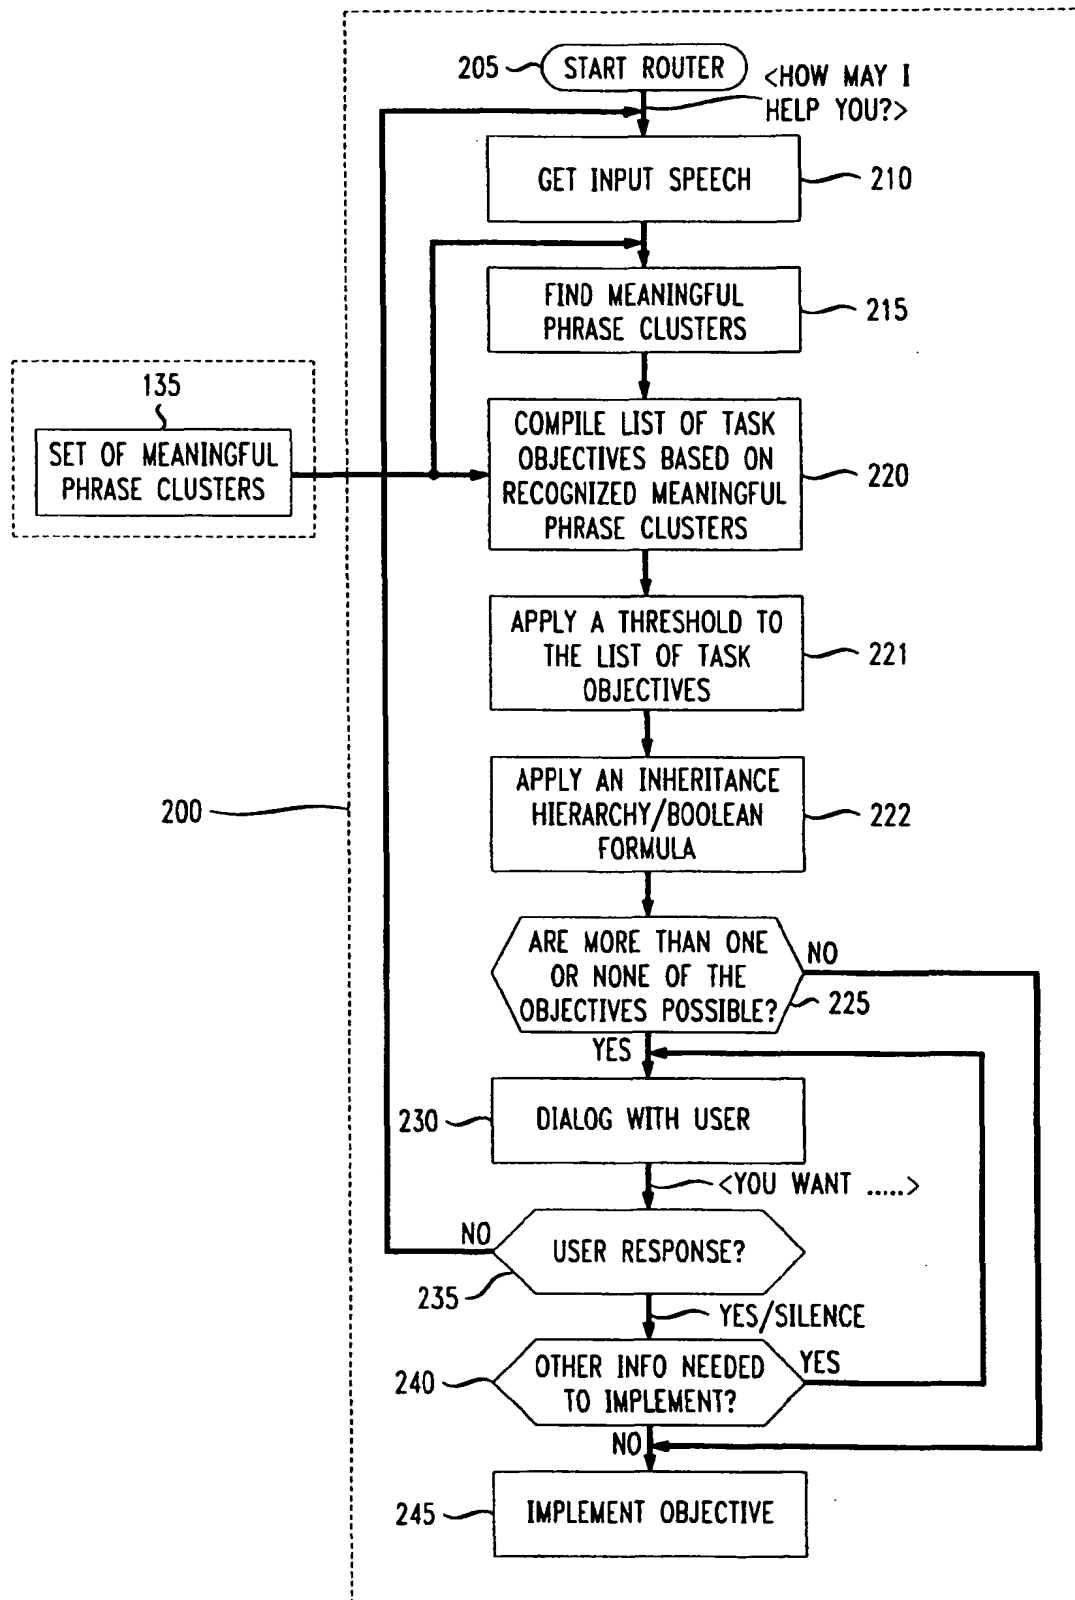 205
START ROUTER
<HOW MAY I
HELP YOU?>
GET INPUT SPEECH
210
FIND MEANINGFUL
PHRASE CLUSTERS
215
135
SET OF MEANINGFUL
PHRASE CLUSTERS
COMPILE LIST OF TASK
OBJECTIVES BASED ON
RECOGNIZED MEANINGFUL
PHRASE CLUSTERS
220
APPLY A THRESHOLD TO
THE LIST OF TASK
OBJECTIVES
221
200
APPLY AN INHERITANCE
HIERARCHY/BOOLEAN
FORMULA
222
ARE MORE THAN ONE
OR NONE OF THE
OBJECTIVES POSSIBLE?
NO
225
YES
230
DIALOG WITH USER
<YOU WANT .....>
NO
USER RESPONSE?
235
YES/SILENCE
240
OTHER INFO NEEDED
TO IMPLEMENT?
YES
NO
245
IMPLEMENT OBJECTIVE